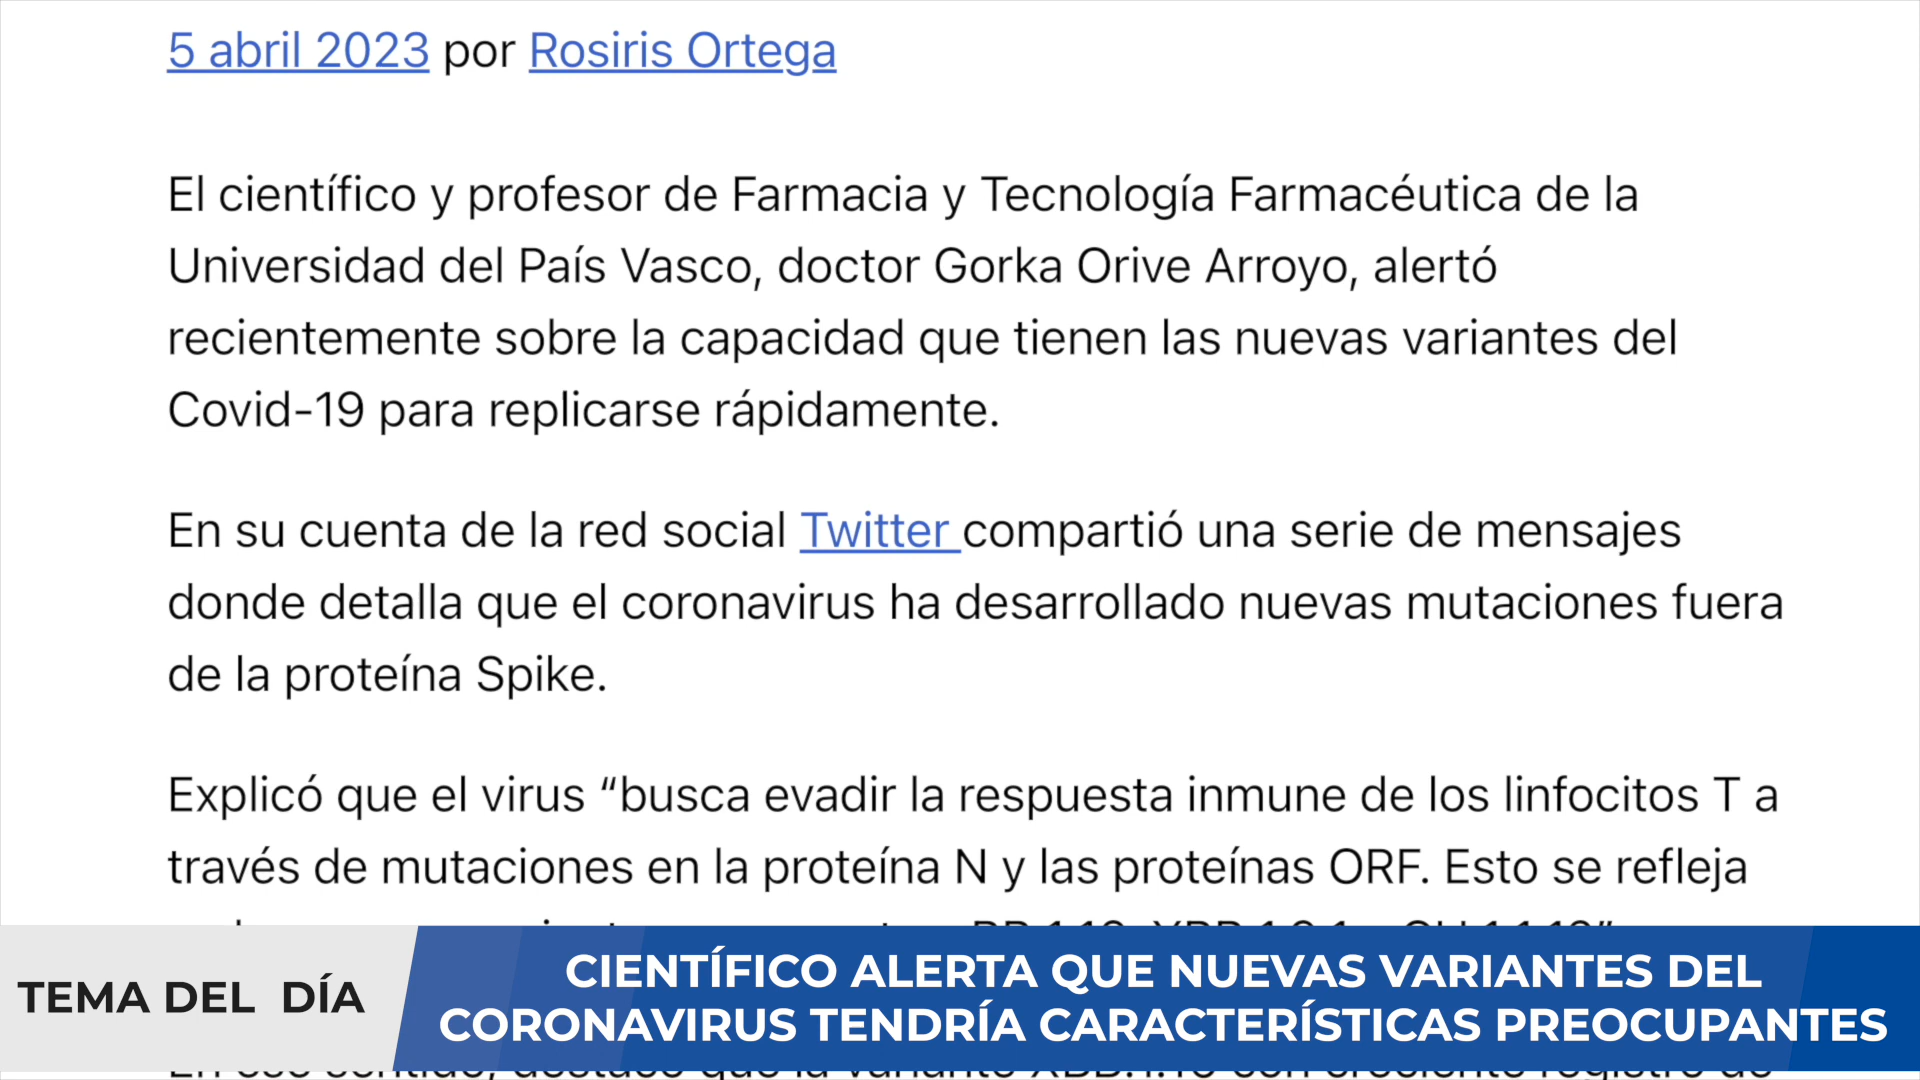 5 abril 2023 por Rosiris Ortega
El científico y profesor de Farmacia y Tecnología Farmacéutica de la
Universidad del País Vasco, doctor Gorka Orive Arroyo, alertó
recientemente sobre la capacidad que tienen las nuevas variantes del
Covid-19 para replicarse rápidamente.
En su cuenta de la red social Twitter compartió una serie de mensajes
donde detalla que el coronavirus ha desarrollado nuevas mutaciones fuera
de la proteína Spike.
Explicó que el virus “busca evadir la respuesta inmune de los linfocitos T a
través de mutaciones en la proteína N y las proteínas ORF. Esto se refleja
TEMA DEL DÍA
CIENTÍFICO ALERTA QUE NUEVAS VARIANTES DEL
CORONAVIRUS TENDRÍA CARACTERÍSTICAS PREOCUPANTES